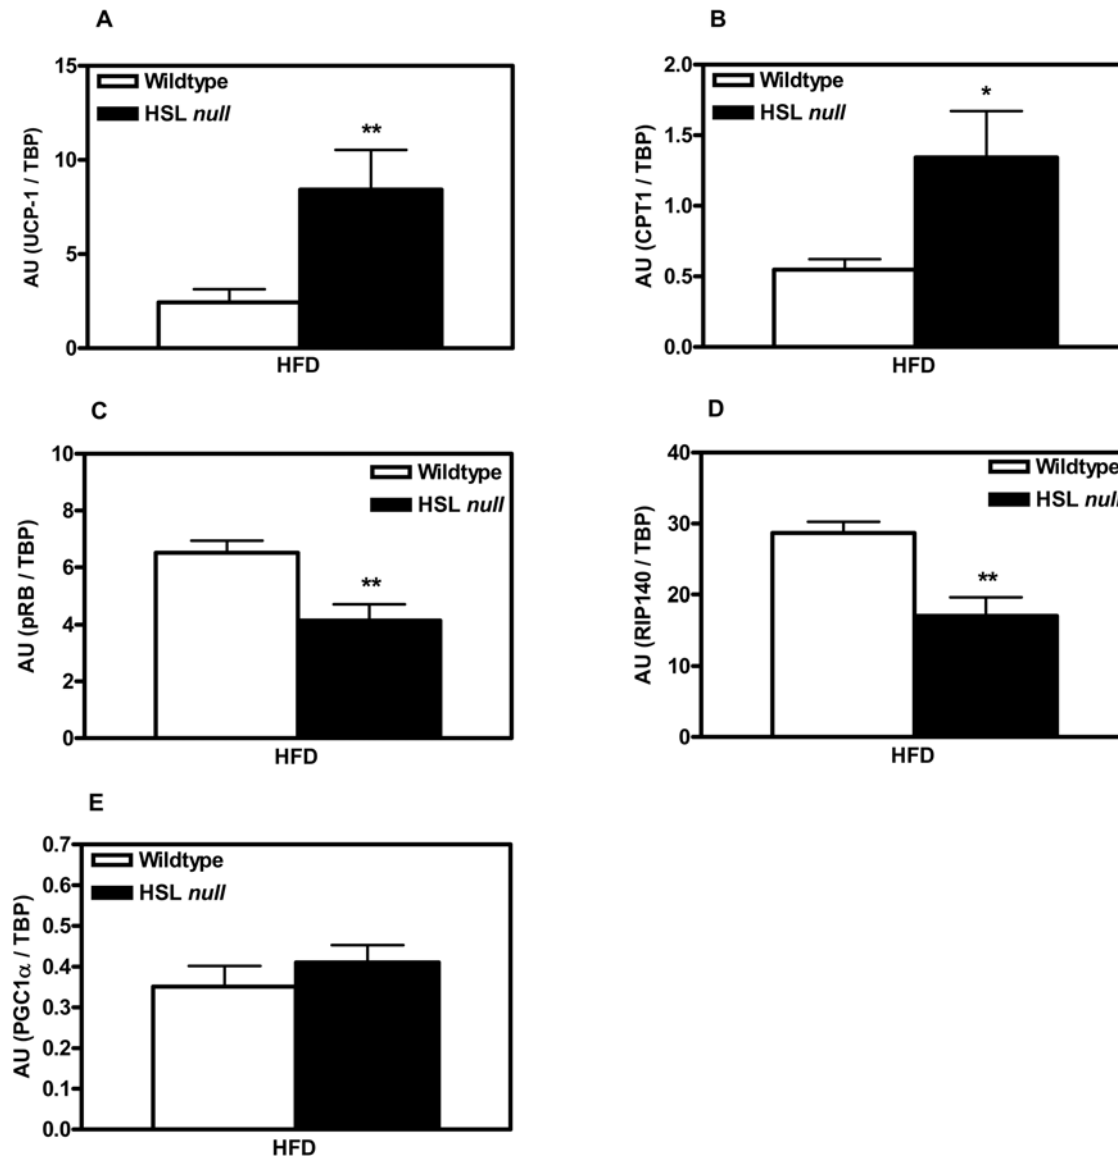 A
AU (UCP-1 / TBP)
15
10
5
0
Wildtype
HSL null
**
HFD
B
AU (CPT1 / TBP)
2.0
1.5
1.0
0.5
0.0
Wildtype
HSL null
*
HFD
C
AU (pRB / TBP)
10
8
6
4
2
0
Wildtype
HSL null
**
HFD
D
AU (RIP140 / TBP)
40
30
20
10
0
Wildtype
HSL null
**
HFD
E
AU (PGC1α / TBP)
0.7
0.6
0.5
0.4
0.3
0.2
0.1
0.0
Wildtype
HSL null
HFD